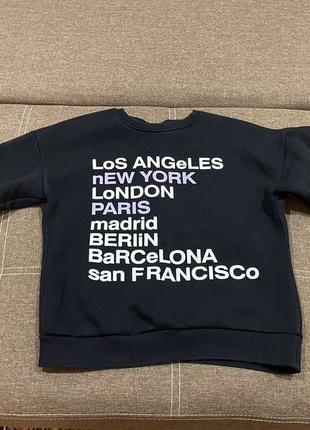 LoS ANGeLES
nEW YORK
LoNDON
PARIS
madrid
BERliN
BaRCeLONA
san FRANCISCo